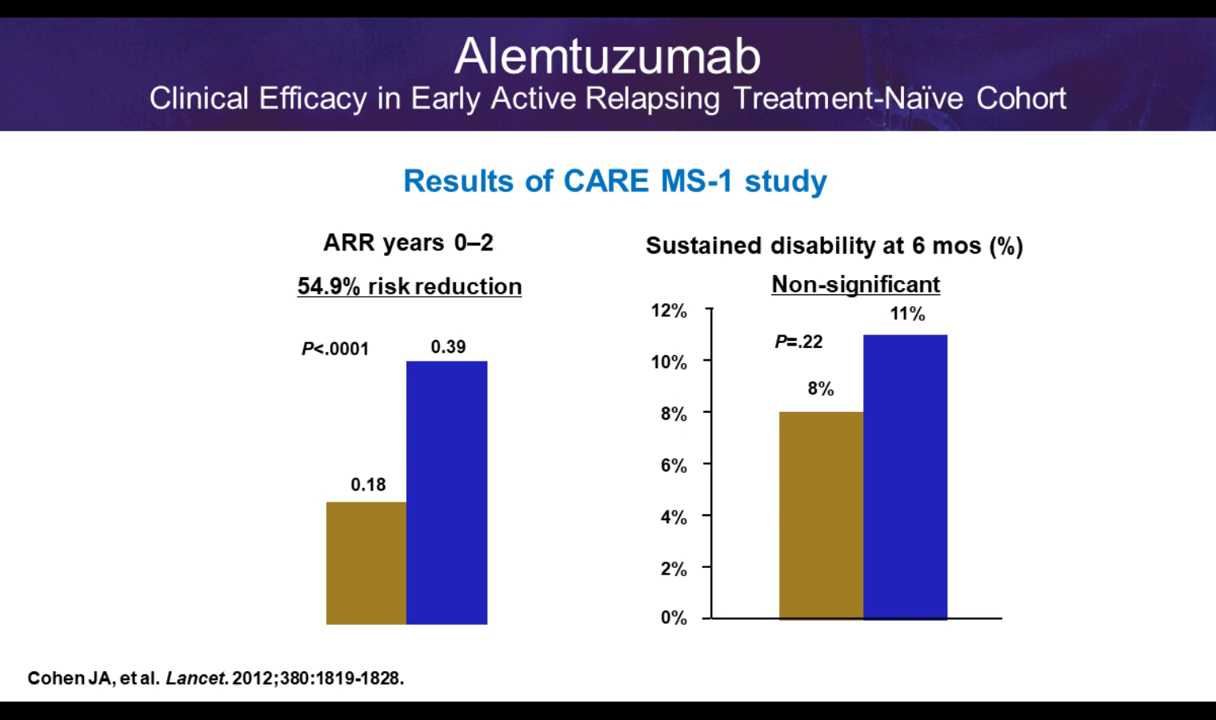 Alemtuzumab
Clinical Efficacy in Early Active Relapsing Treatment-Naïve Cohort
Results of CARE MS-1 study
ARR years 0–2
54.9% risk reduction
P<.0001
0.39
0.18
Sustained disability at 6 mos (%)
Non-significant
12%
11%
P=.22
10%
8%
8%
6%
4%
2%
0%
Cohen JA, et al. Lancet. 2012;380:1819-1828.